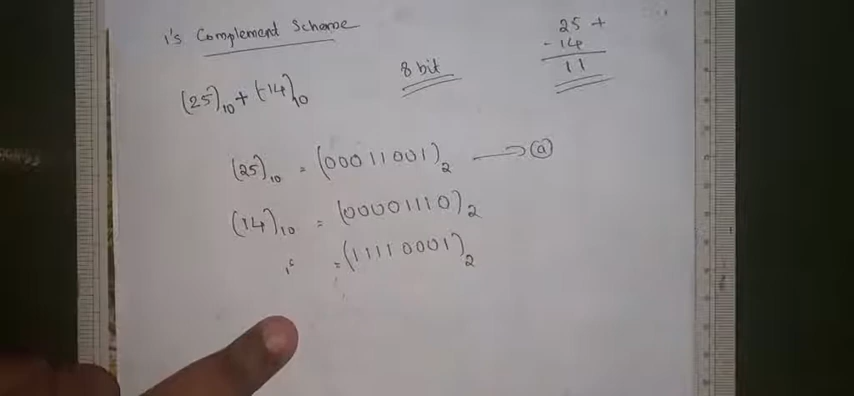 1's Complement Scheme
25 +
-14
11
8 bit
(25)10 + (-14)10
(25)10 = (00011001)2 → (a)
(14)10 = (00001110)2
1's = (11110001)2